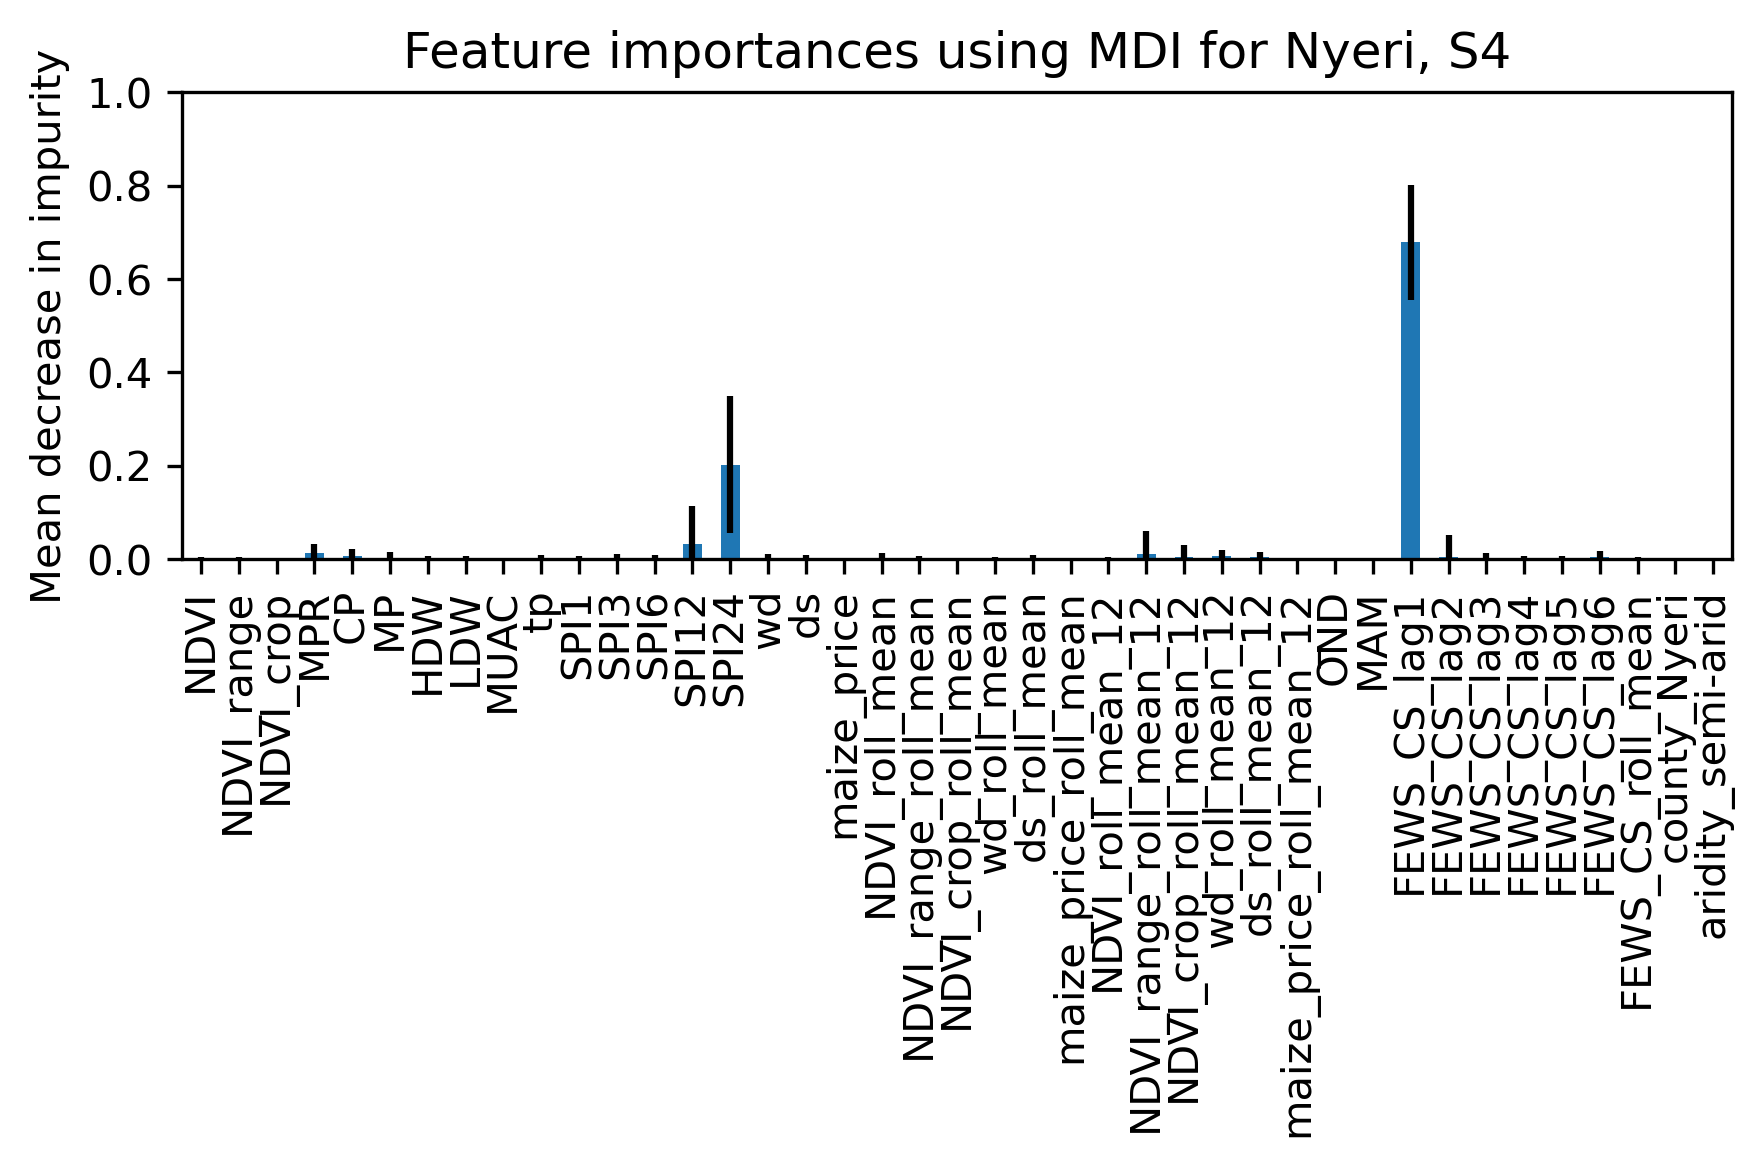 Feature importances using MDI for Nyeri, S4
Mean decrease in impurity
1.0
0.8
0.6
0.4
0.2
0.0
NDVI
NDVI_range
NDVI_crop
MPR
CP
MP
HDW
LDW
MUAC
tp
SPI1
SPI3
SPI6
SPI12
SPI24
wd
ds
maize_price
NDVI_roll_mean
NDVI_range_roll_mean
NDVI_crop_roll_mean
wd_roll_mean
ds_roll_mean
maize_price_roll_mean
NDVI_roll_mean_12
NDVI_range_roll_mean_12
NDVI_crop_roll_mean_12
wd_roll_mean_12
ds_roll_mean_12
maize_price_roll_mean_12
OND
MAM
FEWS_CS_lag1
FEWS_CS_lag2
FEWS_CS_lag3
FEWS_CS_lag4
FEWS_CS_lag5
FEWS_CS_lag6
FEWS_CS_roll_mean
county_Nyeri
aridity_semi-arid